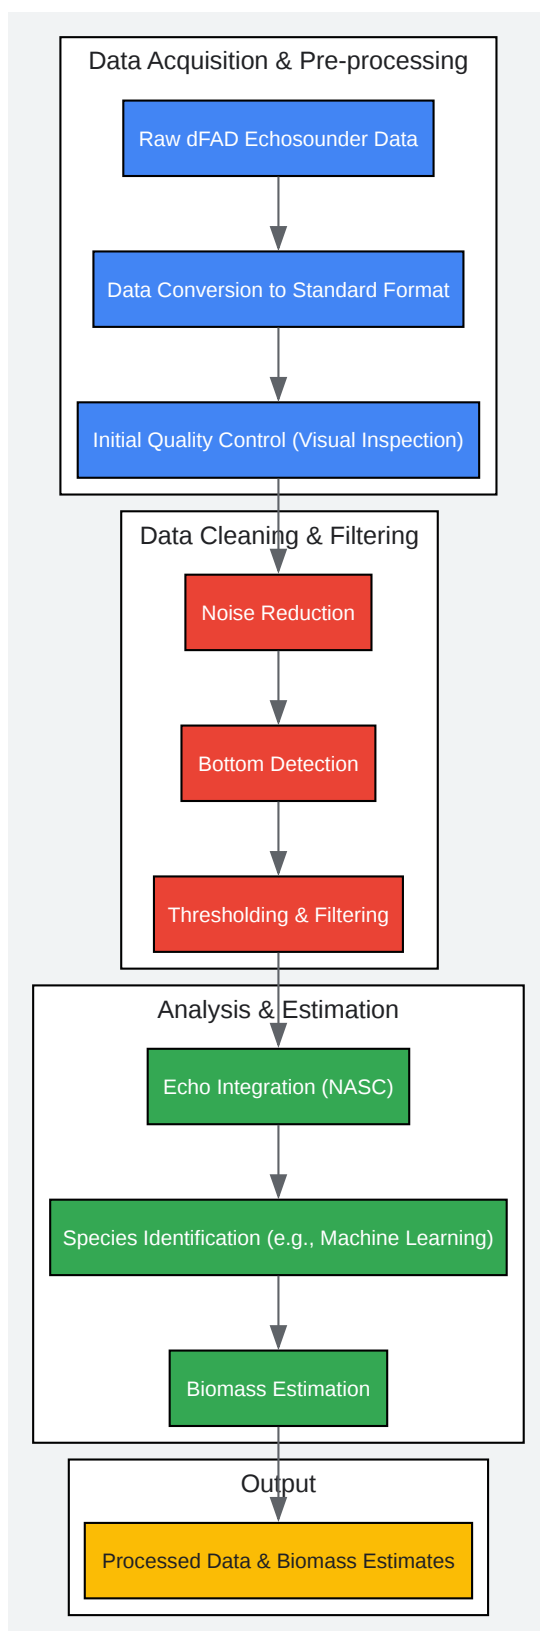 Data Acquisition & Pre-processing
Raw dFAD Echosounder Data
Data Conversion to Standard Format
Initial Quality Control (Visual Inspection)
Data Cleaning & Filtering
Noise Reduction
Bottom Detection
Thresholding & Filtering
Analysis & Estimation
Echo Integration (NASC)
Species Identification (e.g., Machine Learning)
Biomass Estimation
Output
Processed Data & Biomass Estimates